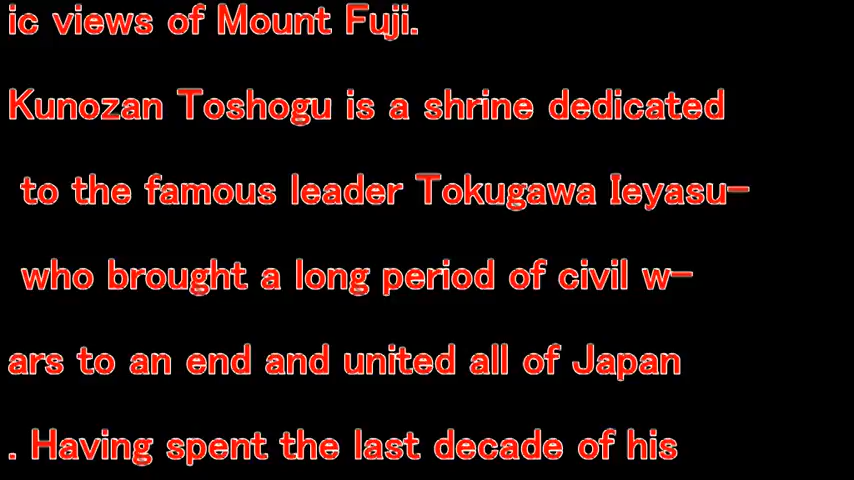 ic views of Mount Fuji.
Kunozan Toshogu is a shrine dedicated
to the famous leader Tokugawa Ieyasu-
who brought a long period of civil w-
ars to an end and united all of Japan
. Having spent the last decade of his